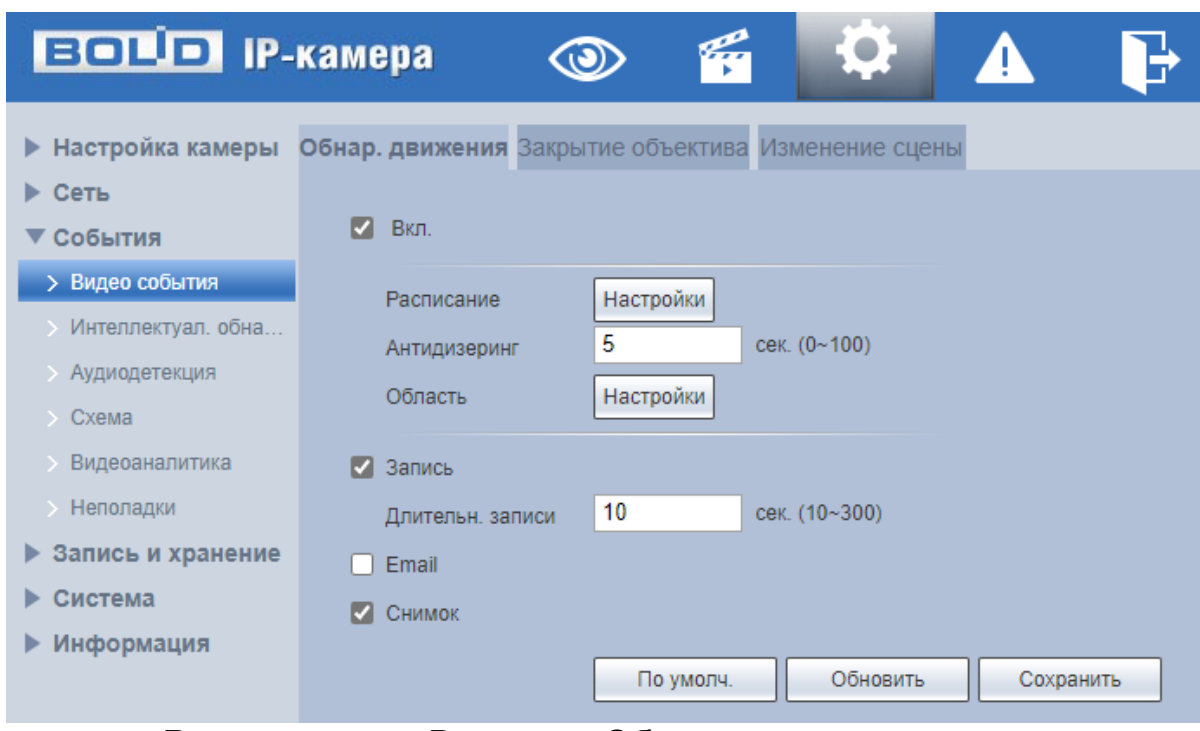 BOLID IP-камера
Настройка камеры
Сеть
События
Видео события
Интеллектуал. обна...
Аудиодетекция
Схема
Видеоаналитика
Неполадки
Запись и хранение
Система
Информация
Обнар. движения Закрытие объектива Изменение сцены
Вкл.
Расписание Настройки
Антидизеринг 5 сек. (0~100)
Область Настройки
Запись
Длительн. записи 10 сек. (10~300)
Email
Снимок
По умолч. Обновить Сохранить